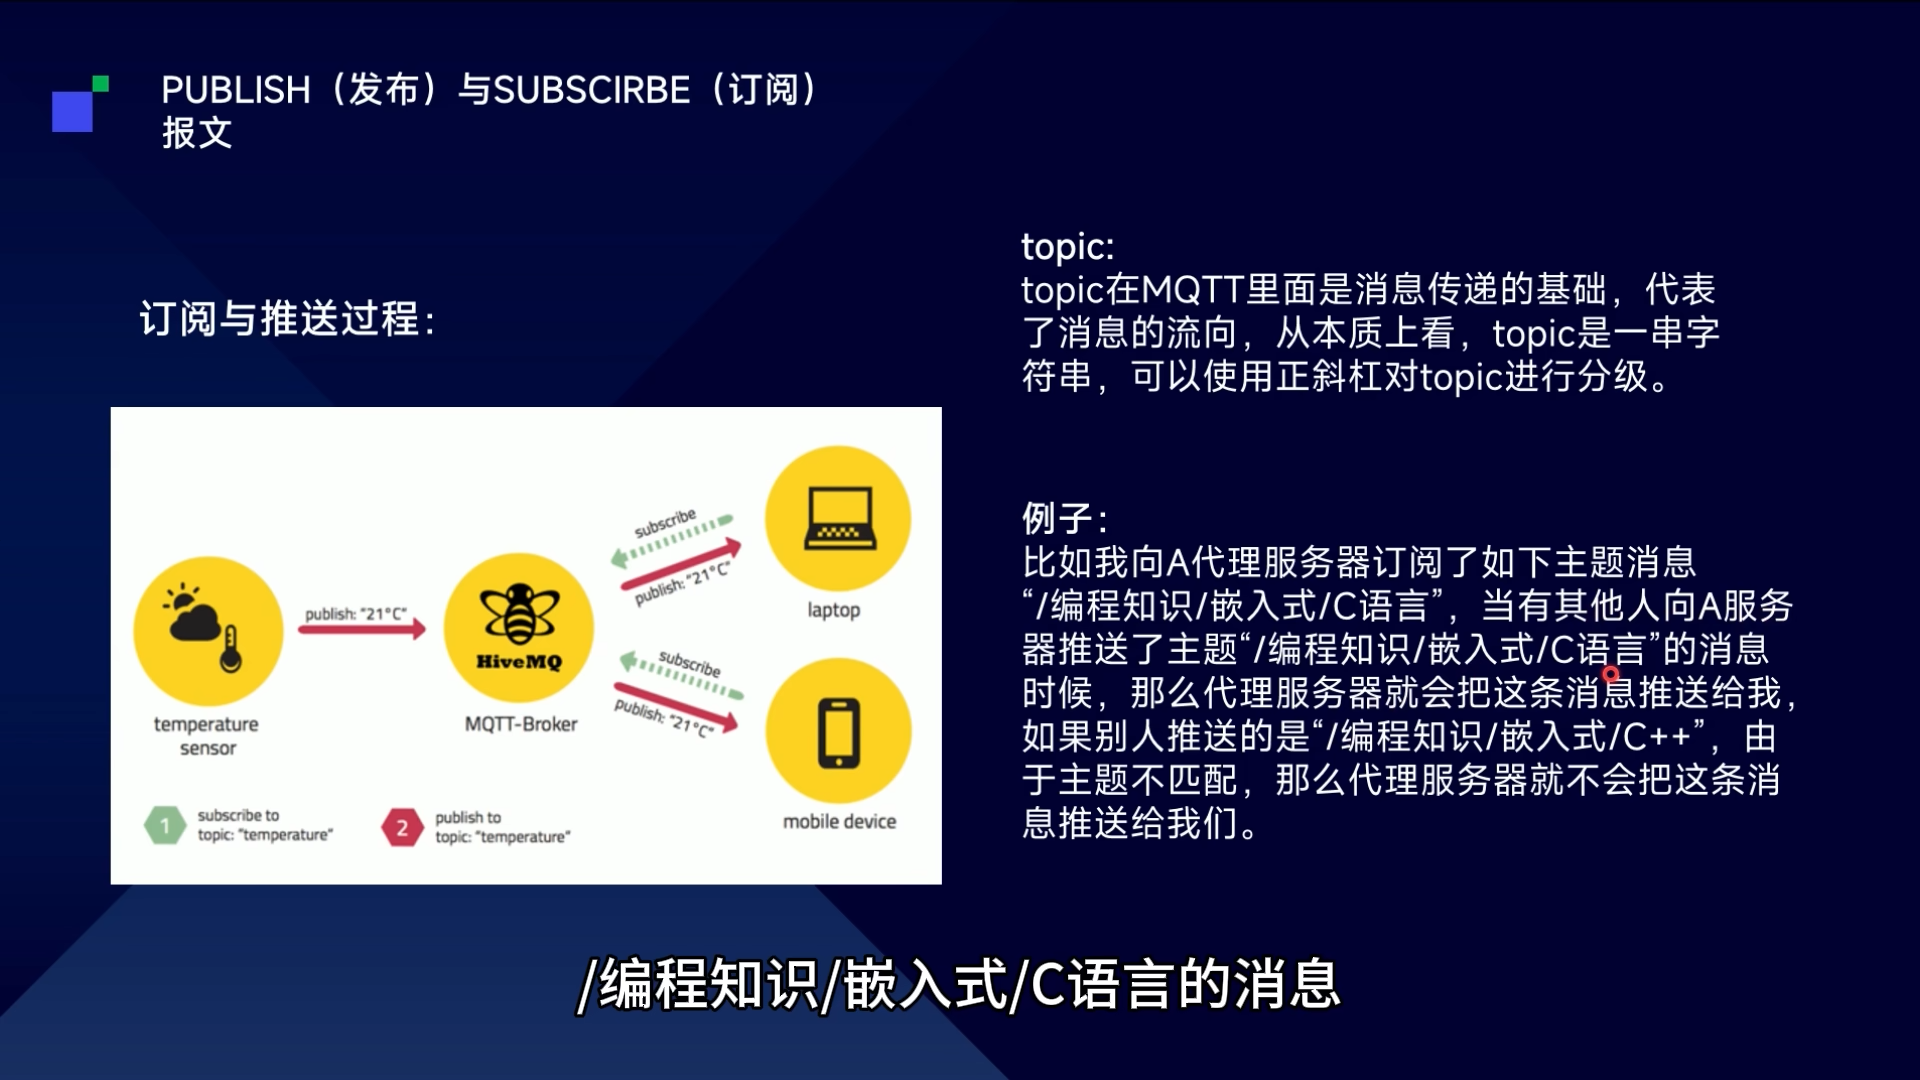 PUBLISH（发布）与SUBSCIRBE（订阅）
报文
订阅与推送过程：
topic:
topic在MQTT里面是消息传递的基础，代表
了消息的流向，从本质上看，topic是一串字
符串，可以使用正斜杠对topic进行分级。
例子：
比如我向A代理服务器订阅了如下主题消息
“/编程知识/嵌入式/C语言”，当有其他人向A服务
器推送了主题“/编程知识/嵌入式/C语言”的消息
时候，那么代理服务器就会把这条消息推送给我，
如果别人推送的是“/编程知识/嵌入式/C++”，由
于主题不匹配，那么代理服务器就不会把这条消
息推送给我们。
temperature
sensor
publish: “21°C”
HiveMQ
MQTT-Broker
subscribe
publish: “21°C”
laptop
subscribe
publish: “21°C”
mobile device
1
subscribe to
topic: “temperature”
2
publish to
topic: “temperature”
/编程知识/嵌入式/C语言的消息